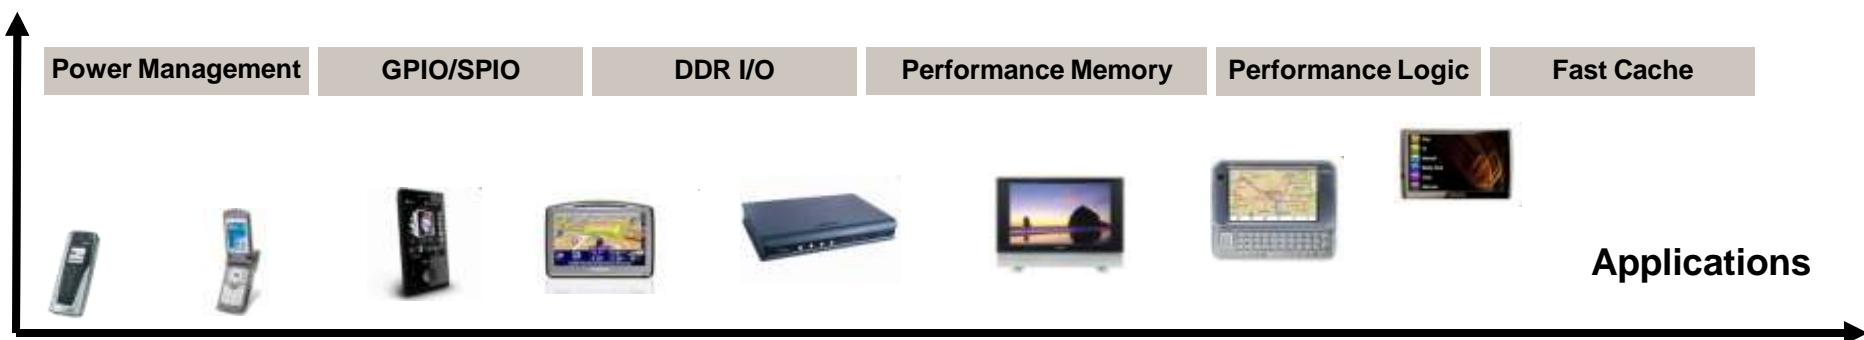 Power Management
GPIO/SPIO
DDR I/O
Performance Memory
Performance Logic
Fast Cache
Applications